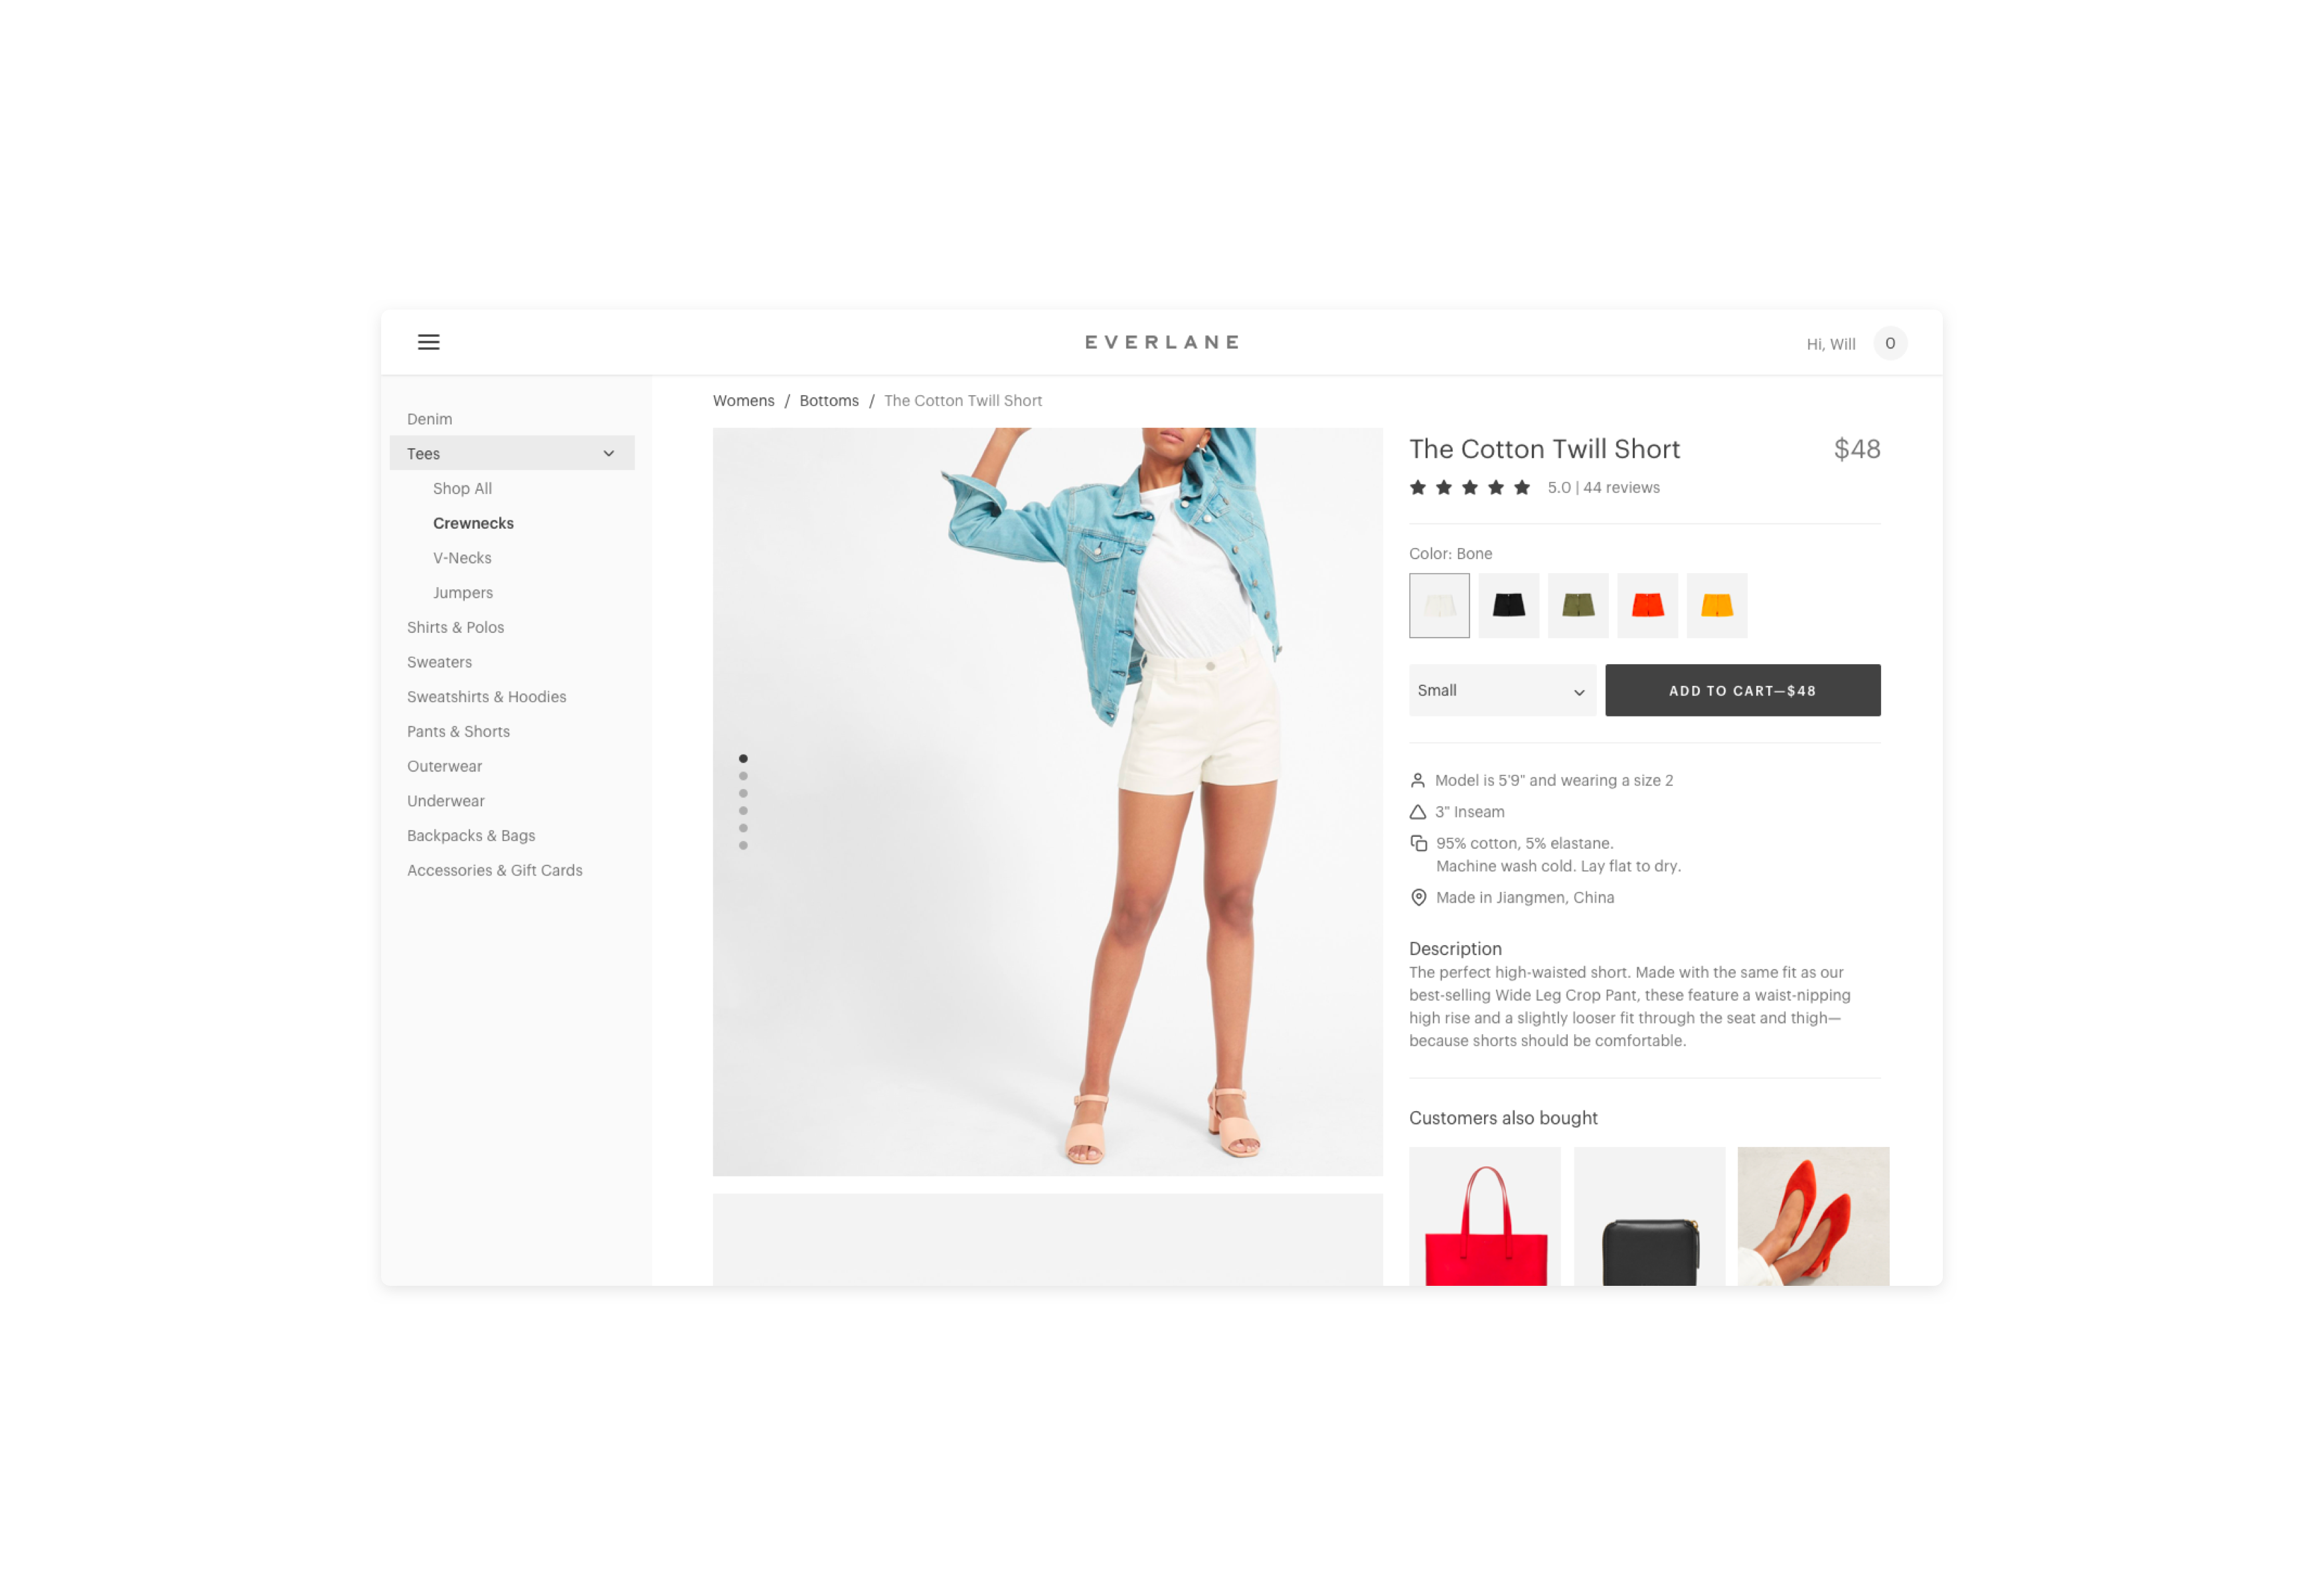 EVERLANE
Hi, Will
0
Denim
Tees
Shop All
Crewnecks
V-Necks
Jumpers
Shirts & Polos
Sweaters
Sweatshirts & Hoodies
Pants & Shorts
Outerwear
Underwear
Backpacks & Bags
Accessories & Gift Cards
Womens / Bottoms / The Cotton Twill Short
The Cotton Twill Short
$48
5.0 | 44 reviews
Color: Bone
Small
ADD TO CART—$48
Model is 5'9" and wearing a size 2
3" Inseam
95% cotton, 5% elastane.
Machine wash cold. Lay flat to dry.
Made in Jiangmen, China
Description
The perfect high-waisted short. Made with the same fit as our
best-selling Wide Leg Crop Pant, these feature a waist-nipping
high rise and a slightly looser fit through the seat and thigh—
because shorts should be comfortable.
Customers also bought